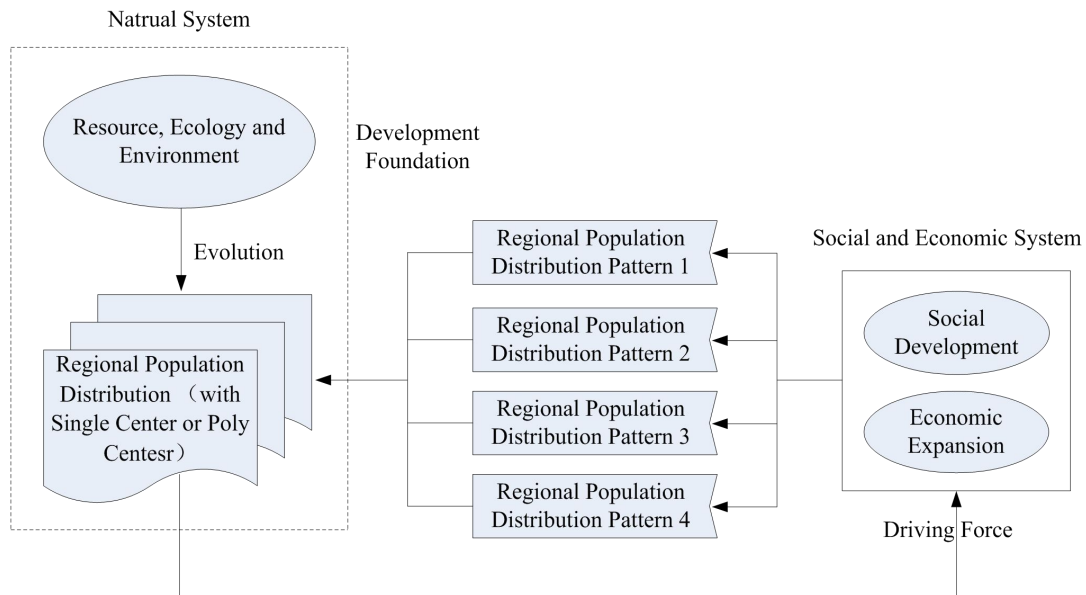 Natrual System
Resource, Ecology and
Environment
Development
Foundation
Evolution
Regional Population
Distribution （with
Single Center or Poly
Centesr）
Regional Population
Distribution Pattern 1
Regional Population
Distribution Pattern 2
Regional Population
Distribution Pattern 3
Regional Population
Distribution Pattern 4
Social and Economic System
Social
Development
Economic
Expansion
Driving Force